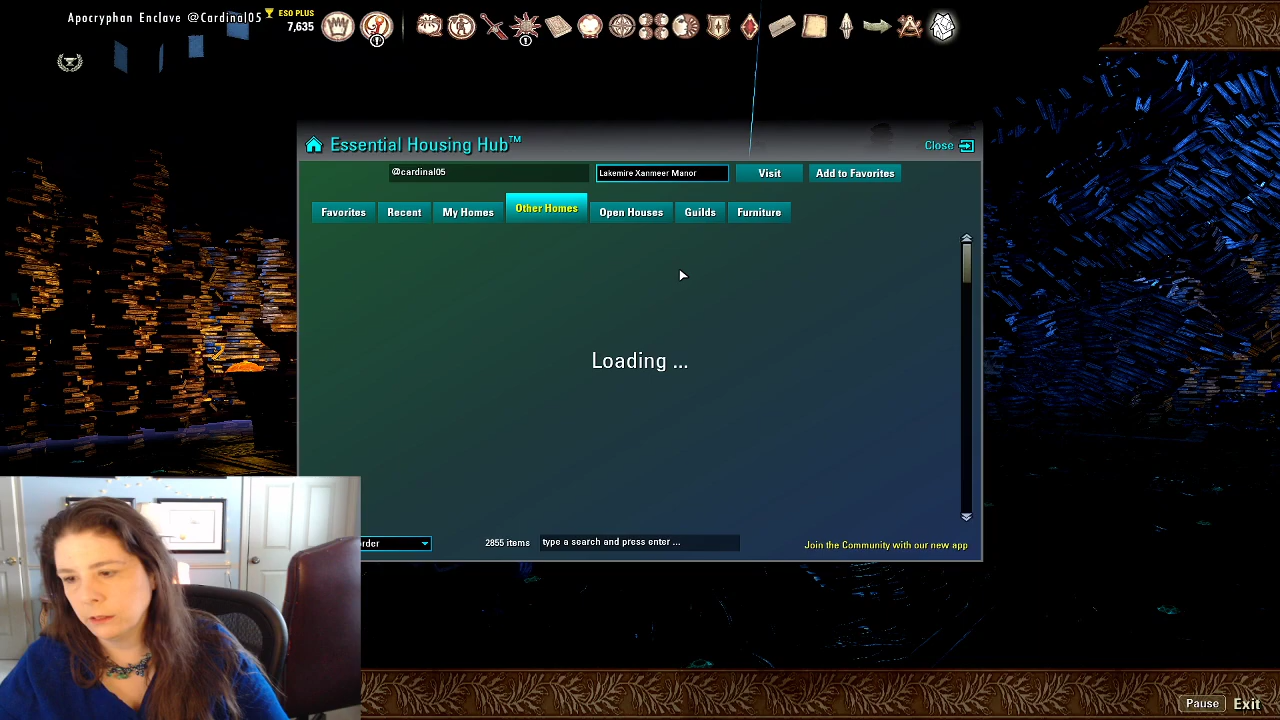 Apocryphan Enclave @Cardinal05
ESO PLUS
7,635
1
1
Essential Housing Hub™
Close
@cardinal05
Lakemire Xanmeer Manor
Visit
Add to Favorites
Favorites
Recent
My Homes
Other Homes
Open Houses
Guilds
Furniture
Loading ...
rder
2855 items
type a search and press enter ...
Join the Community with our new app
Pause
Exit